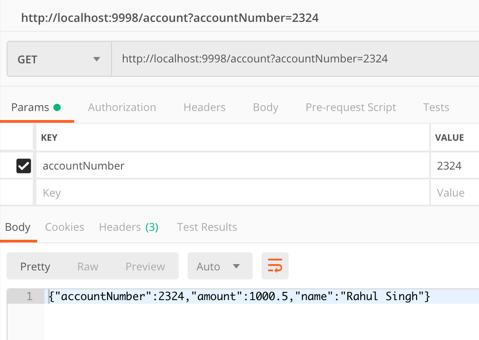 http://localhost:9998/account?accountNumber=2324
GET http://localhost:9998/account?accountNumber=2324
Params Authorization Headers Body Pre-request Script Tests
KEY VALUE
accountNumber 2324
Key Value
Body Cookies Headers (3) Test Results
Pretty Raw Preview Auto
1 {"accountNumber":2324,"amount":1000.5,"name":"Rahul Singh"}